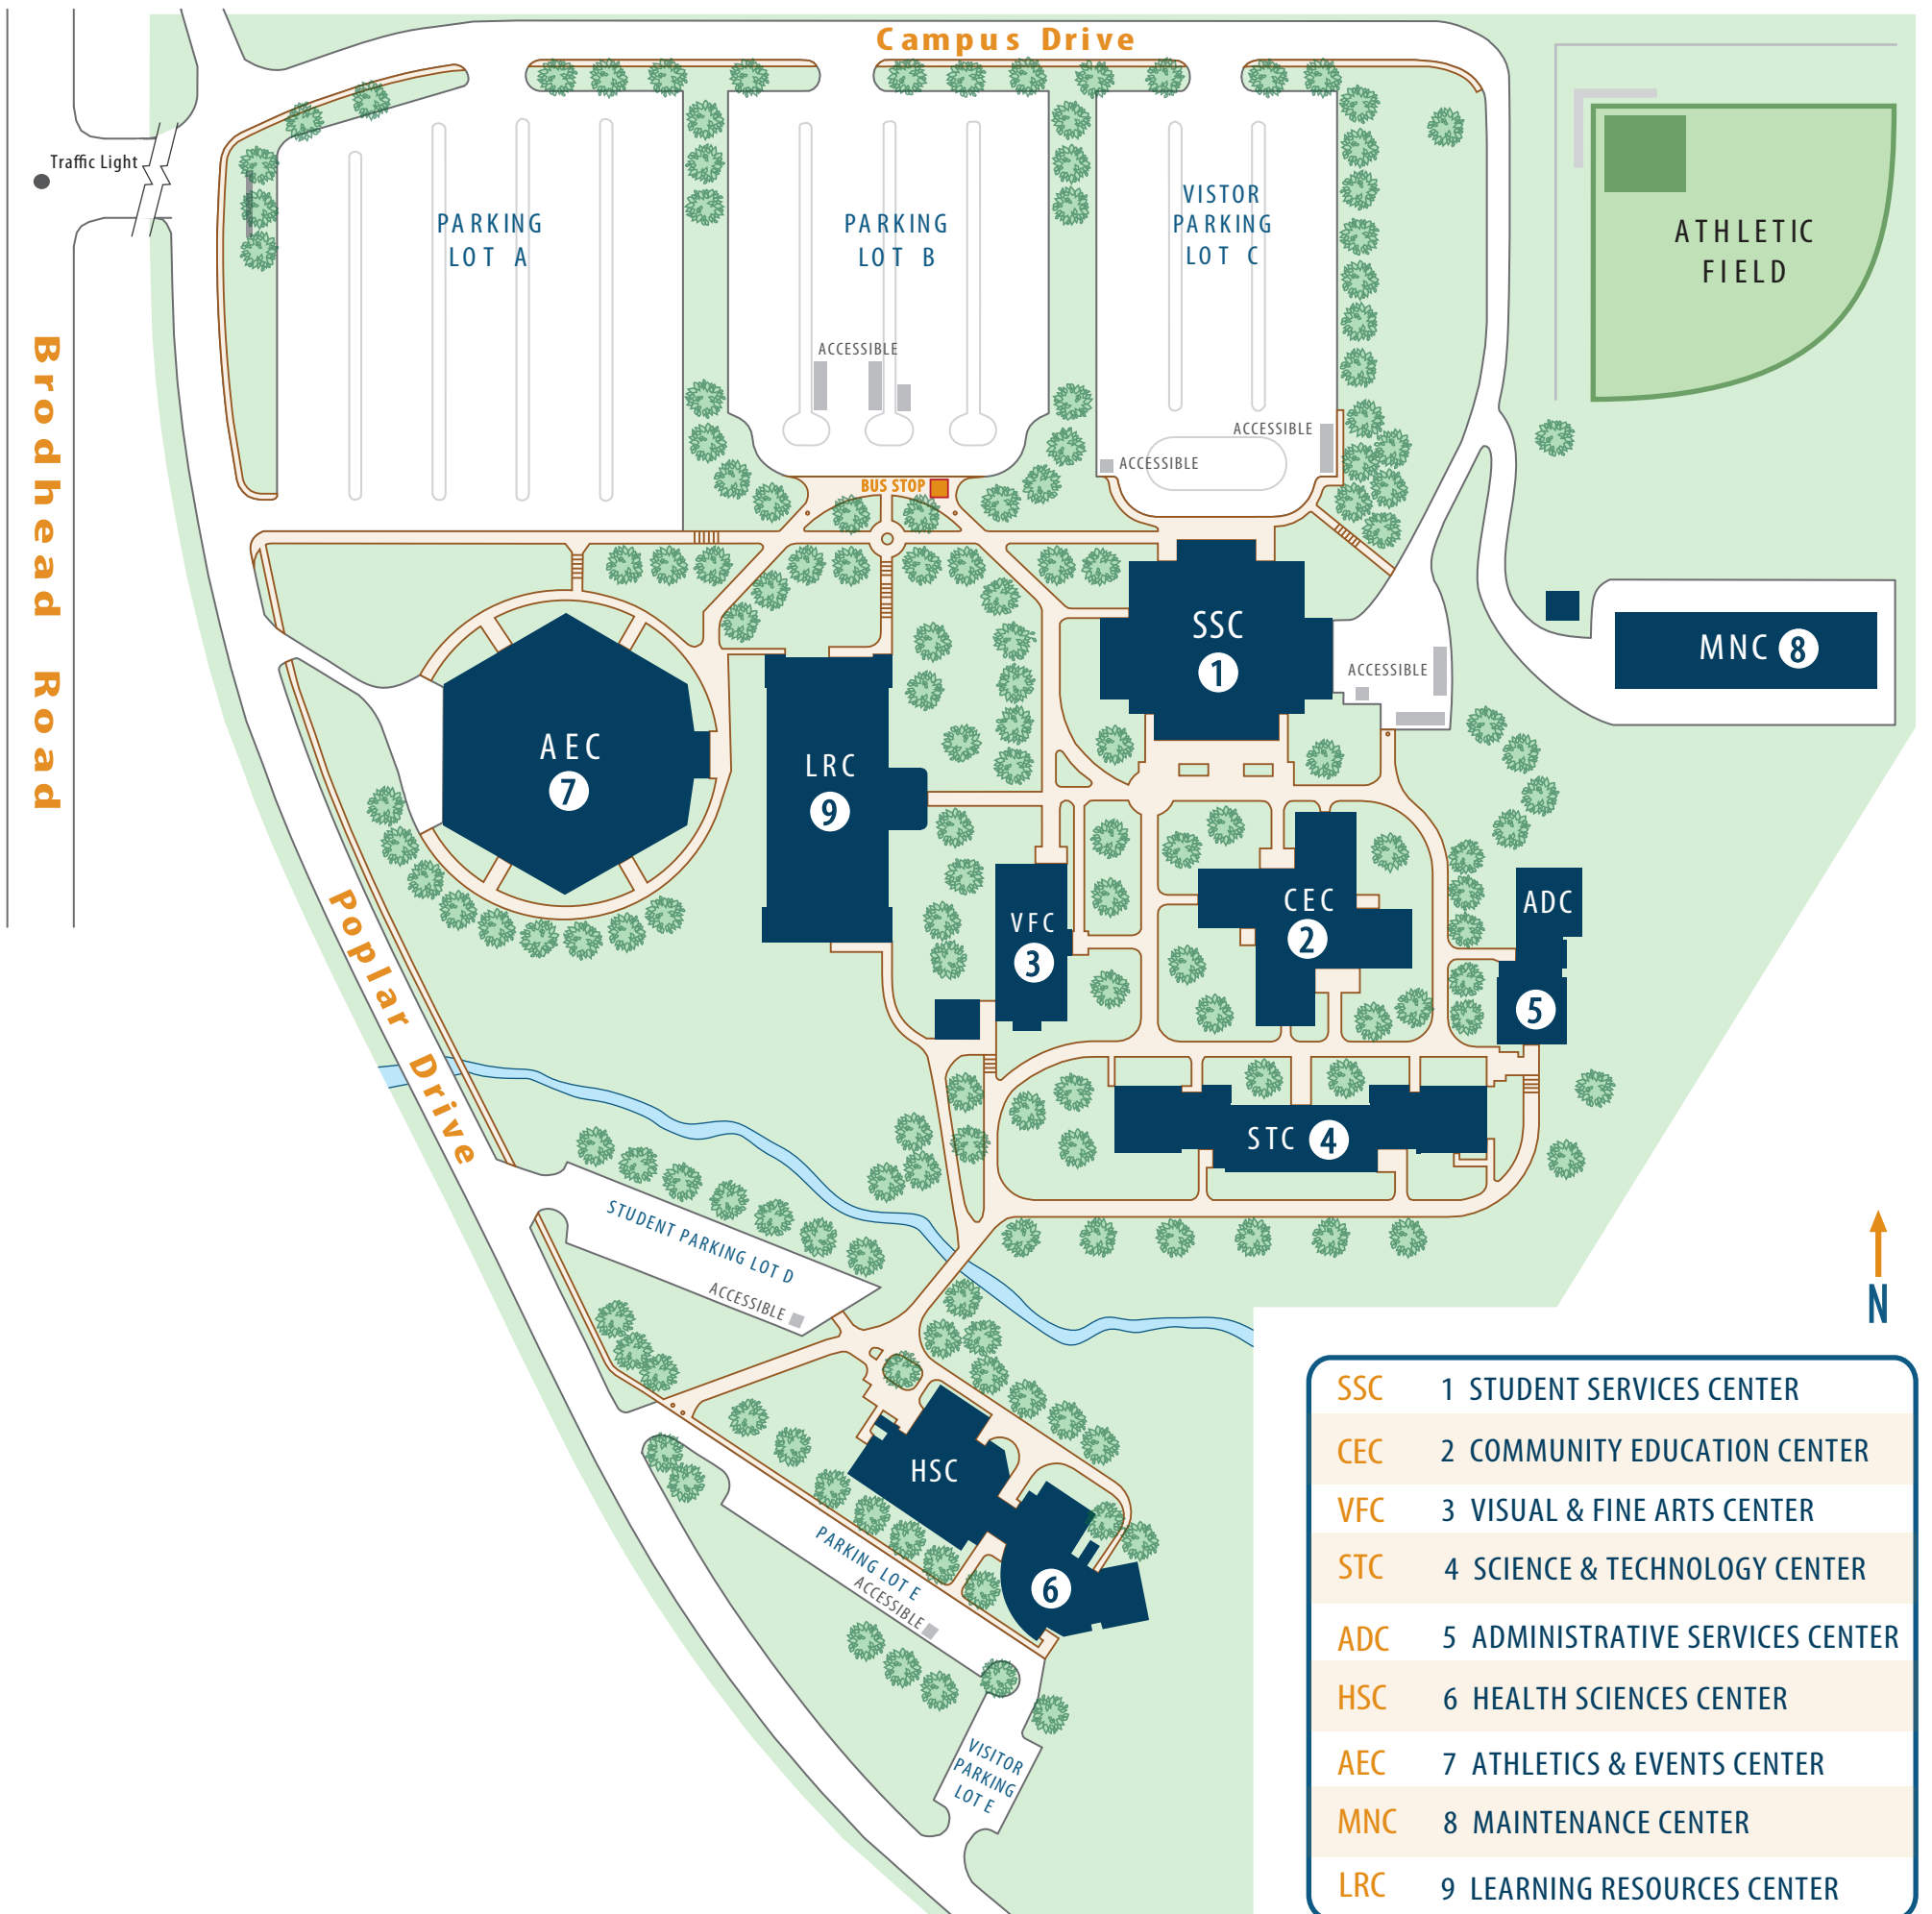 Campus Drive
Traffic Light
Brodhead Road
PARKING
LOT A
PARKING
LOT B
VISTOR
PARKING
LOT C
ATHLETIC
FIELD
ACCESSIBLE
ACCESSIBLE
ACCESSIBLE
BUS STOP
SSC
1
ACCESSIBLE
MNC 8
AEC
7
LRC
9
VFC
3
CEC
2
ADC
5
STC 4
Poplar Drive
STUDENT PARKING LOT D
ACCESSIBLE
HSC
6
PARKING LOT E
ACCESSIBLE
VISITOR
PARKING
LOT E
N
SSC 1 STUDENT SERVICES CENTER
CEC 2 COMMUNITY EDUCATION CENTER
VFC 3 VISUAL & FINE ARTS CENTER
STC 4 SCIENCE & TECHNOLOGY CENTER
ADC 5 ADMINISTRATIVE SERVICES CENTER
HSC 6 HEALTH SCIENCES CENTER
AEC 7 ATHLETICS & EVENTS CENTER
MNC 8 MAINTENANCE CENTER
LRC 9 LEARNING RESOURCES CENTER